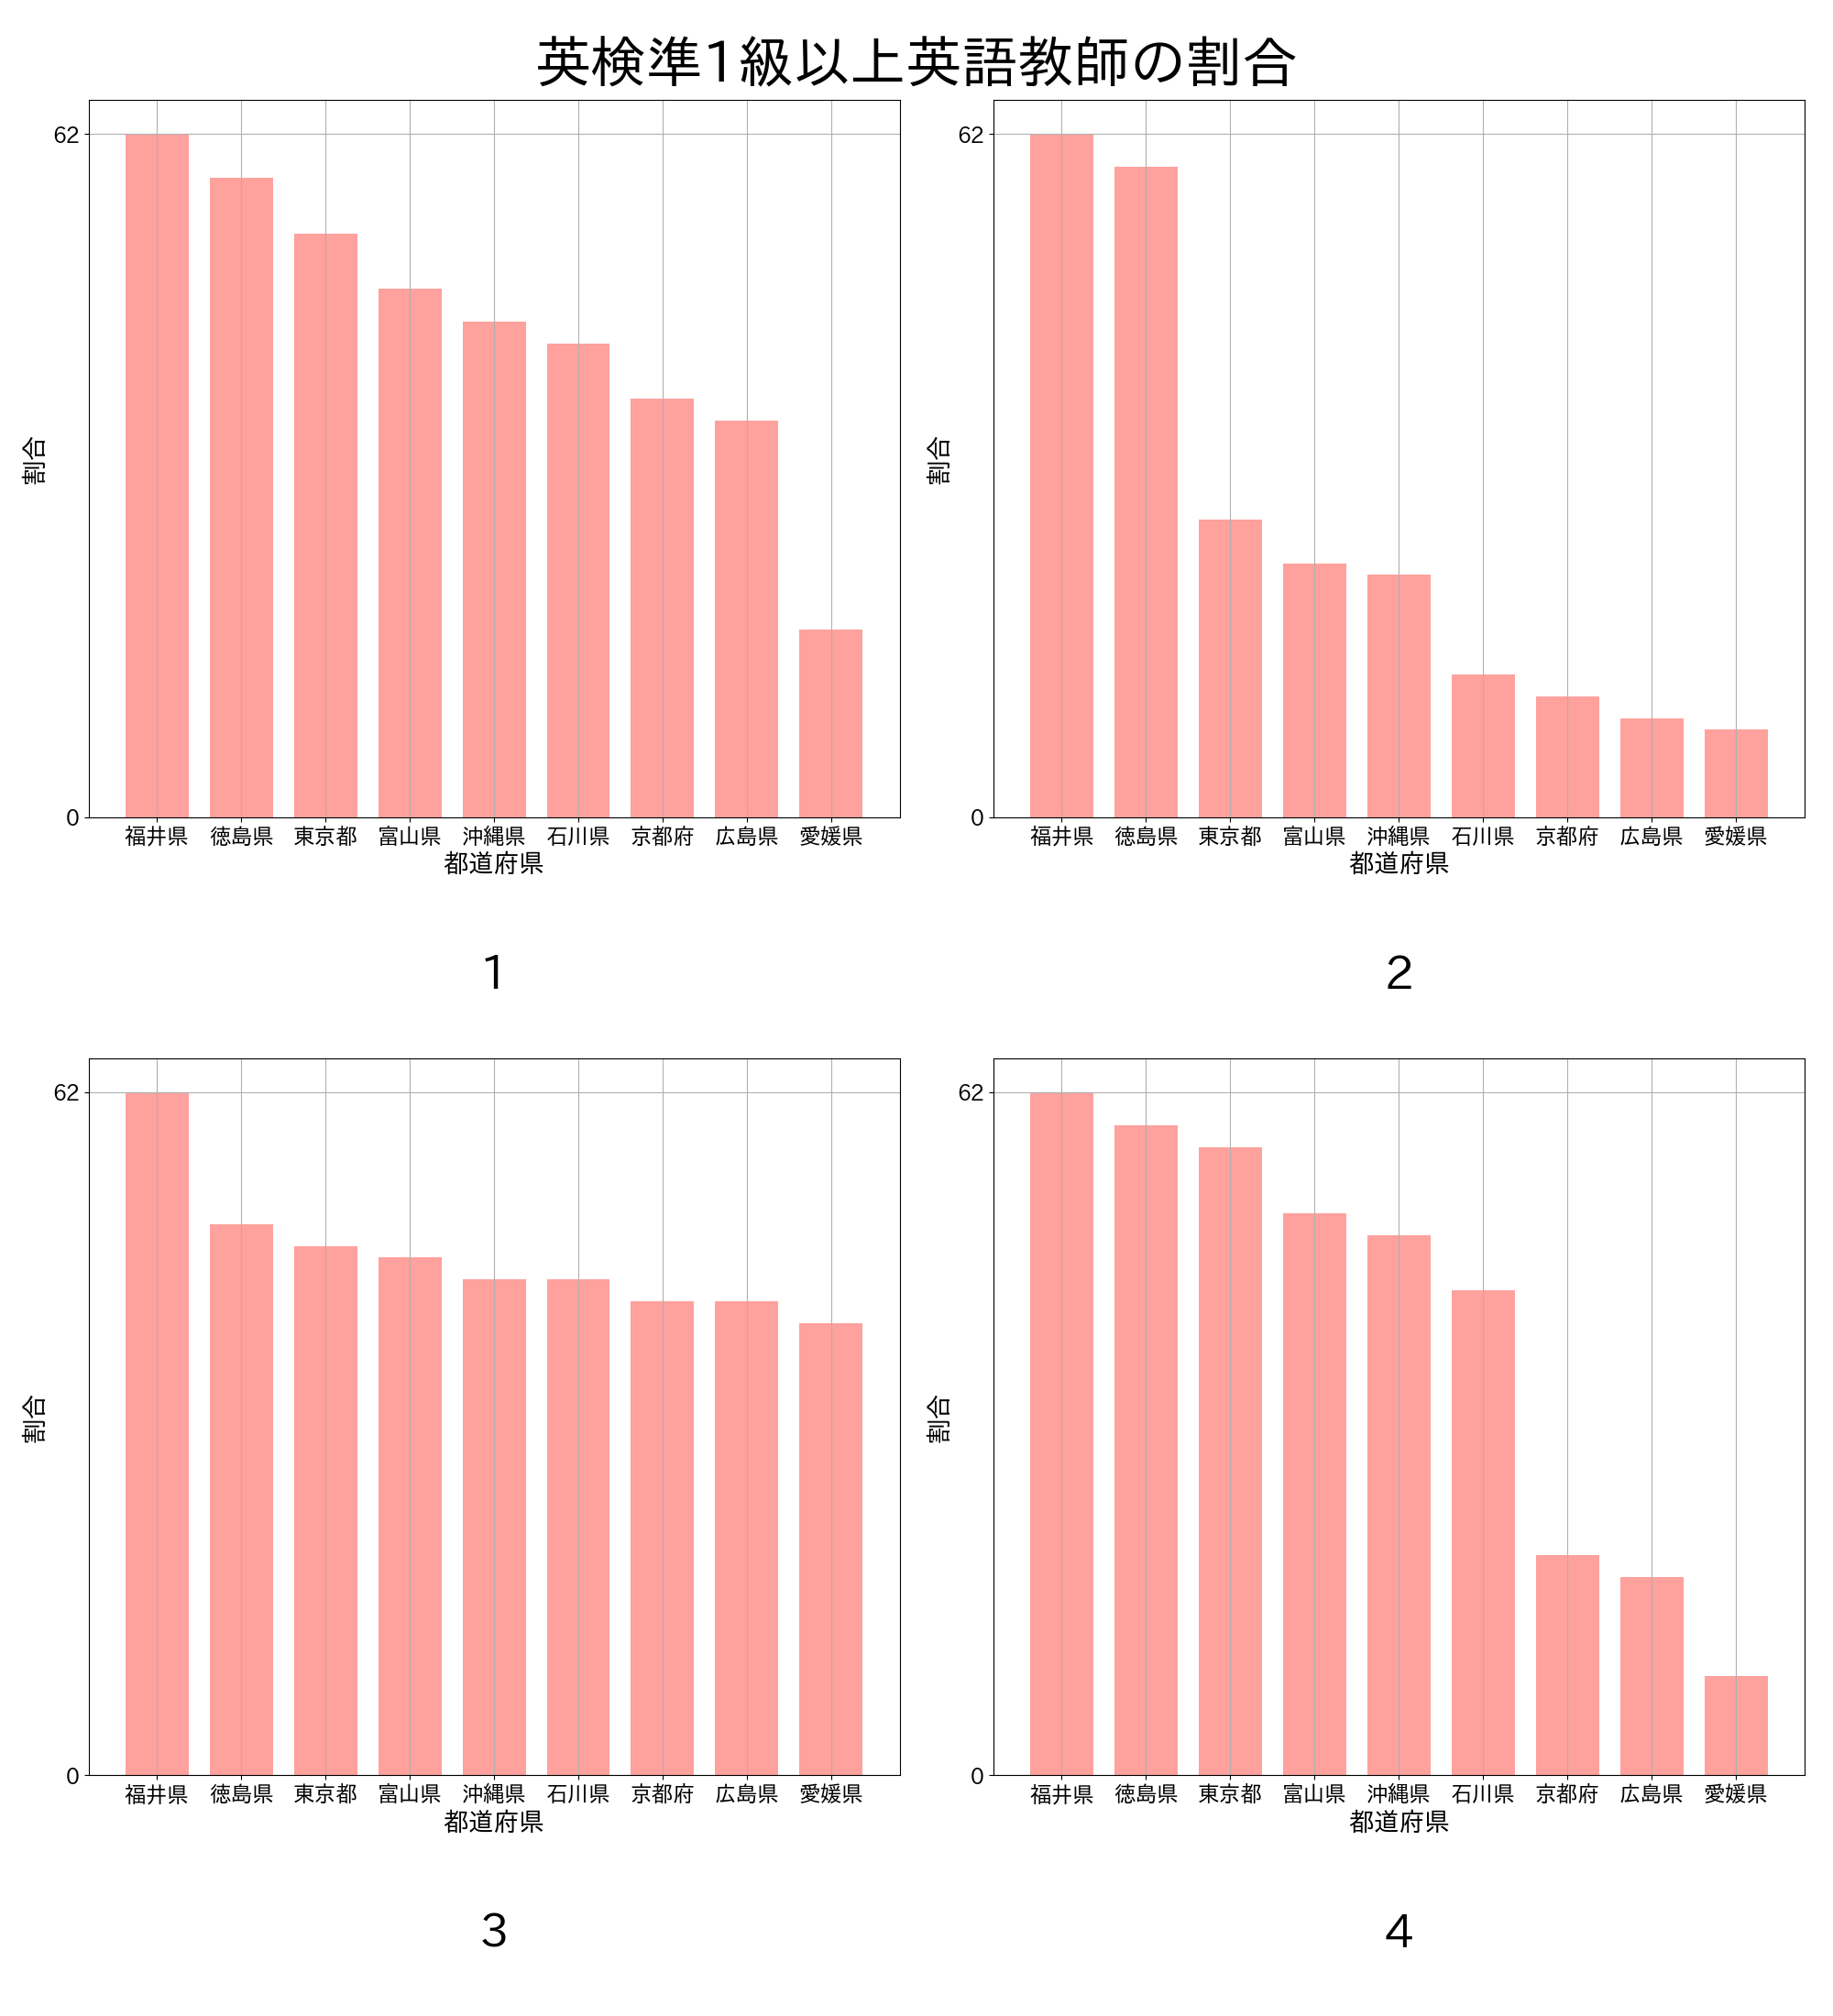 英検準1級以上英語教師の割合
62
0
割合
福井県 徳島県 東京都 富山県 沖縄県 石川県 京都府 広島県 愛媛県
都道府県
1
62
0
割合
福井県 徳島県 東京都 富山県 沖縄県 石川県 京都府 広島県 愛媛県
都道府県
2
62
0
割合
福井県 徳島県 東京都 富山県 沖縄県 石川県 京都府 広島県 愛媛県
都道府県
3
62
0
割合
福井県 徳島県 東京都 富山県 沖縄県 石川県 京都府 広島県 愛媛県
都道府県
4